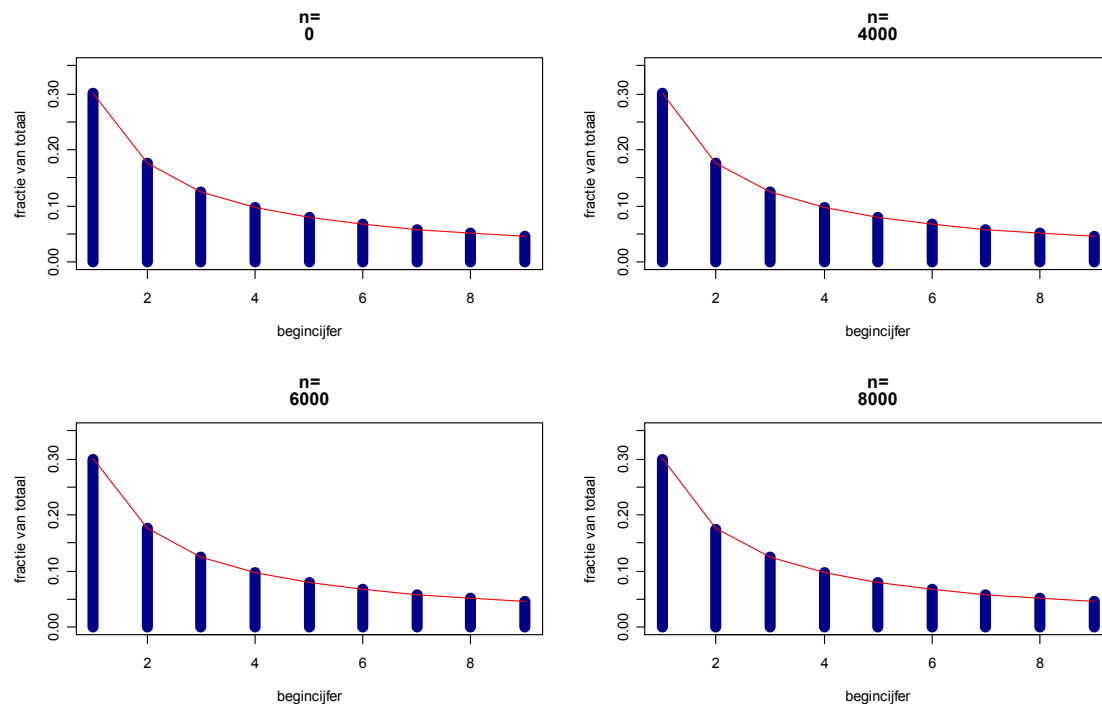 n=
0
fractie van totaal
0.00 0.10 0.20 0.30
2 4 6 8
begincijfer
n=
4000
fractie van totaal
0.00 0.10 0.20 0.30
2 4 6 8
begincijfer
n=
6000
fractie van totaal
0.00 0.10 0.20 0.30
2 4 6 8
begincijfer
n=
8000
fractie van totaal
0.00 0.10 0.20 0.30
2 4 6 8
begincijfer